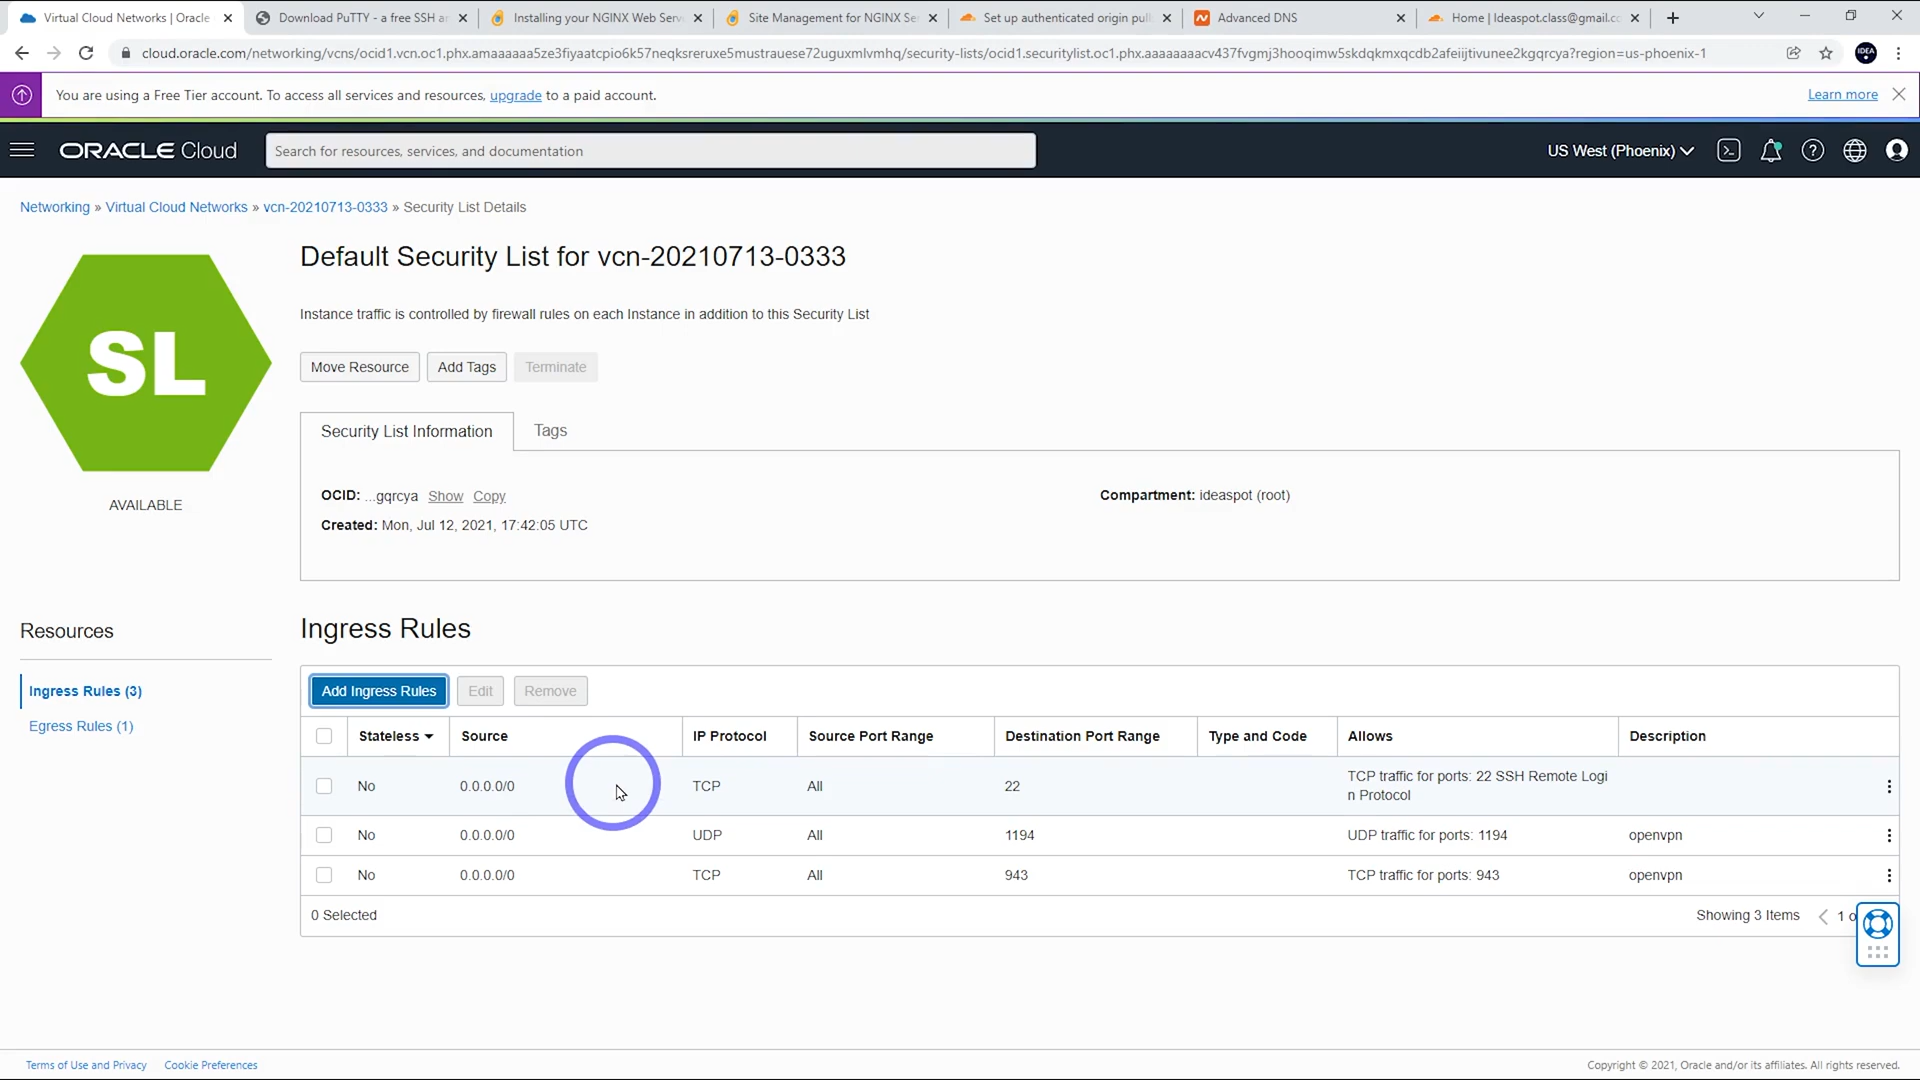 Virtual Cloud Networks | Oracle
Download PuTTY - a free SSH an
Installing your NGINX Web Serv
Site Management for NGINX Se
Set up authenticated origin pull
Advanced DNS
Home | Ideaspot.class@gmail.co
cloud.oracle.com/networking/vcns/ocid1.vcn.oc1.phx.amaaaaaa5ze3fiyaatcpio6k57neqksreruxe5mustrauese72uguxmlvmhq/security-lists/ocid1.securitylist.oc1.phx.aaaaaaaacv437fvgmj3hooqimw5skdqkmxqcdb2afeiijtivunee2kgqrcya?region=us-phoenix-1
IDEA
You are using a Free Tier account. To access all services and resources, upgrade to a paid account.
Learn more
ORACLE Cloud
Search for resources, services, and documentation
US West (Phoenix)
Networking » Virtual Cloud Networks » vcn-20210713-0333 » Security List Details
SL
AVAILABLE
Default Security List for vcn-20210713-0333
Instance traffic is controlled by firewall rules on each Instance in addition to this Security List
Move Resource Add Tags Terminate
Security List Information Tags
OCID: ...gqrcya Show Copy
Compartment: ideaspot (root)
Created: Mon, Jul 12, 2021, 17:42:05 UTC
Resources
Ingress Rules (3)
Egress Rules (1)
Ingress Rules
Add Ingress Rules Edit Remove
Stateless Source IP Protocol Source Port Range Destination Port Range Type and Code Allows Description
No 0.0.0.0/0 TCP All 22 TCP traffic for ports: 22 SSH Remote Logi
n Protocol
No 0.0.0.0/0 UDP All 1194 UDP traffic for ports: 1194 openvpn
No 0.0.0.0/0 TCP All 943 TCP traffic for ports: 943 openvpn
0 Selected
Showing 3 Items 1 o
Terms of Use and Privacy Cookie Preferences
Copyright © 2021, Oracle and/or its affiliates. All rights reserved.